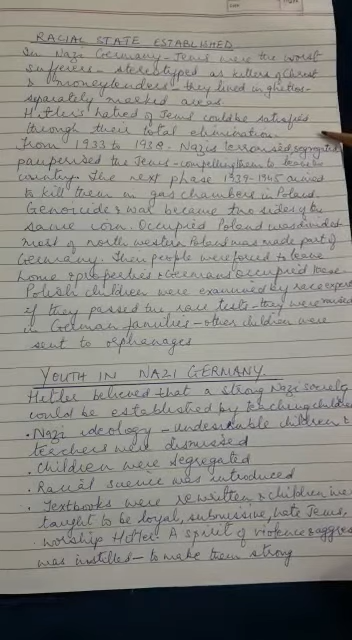 RACIAL STATE ESTABLISHED
In Nazi Germany - Jews were the worst
sufferers - stereotyped as killers of Christ
& moneylenders - they lived in ghettos -
separately marked areas
Hitler's hatred of Jews could be satisfied
through their total elimination.
From 1933 to 1938 - Nazis terrorised, segregated
pauperised the Jews - compelling them to leave the
country. The next phase 1939-1945 aimed
to kill them in gas chambers in Poland.
Genocide & war became two sides of the
same coin. Occupied Poland was divided
most of north western Poland was made part of
Germany. Then people were forced to leave
home & properties & Germans occupied
Polish children were examined by race expert
if they passed the race tests - they were raised
in German families - other children were
sent to orphanages
YOUTH IN NAZI GERMANY
Hitler believed that a strong Nazi society
could be established by teaching children
• Nazi ideology - undesirable children &
teachers were dismissed
• Children were segregated
• Racial science was introduced
• Textbooks were rewritten & children were
taught to be loyal, submissive, hate Jews,
worship Hitler. A spirit of violence & aggres
was instilled - to make them strong